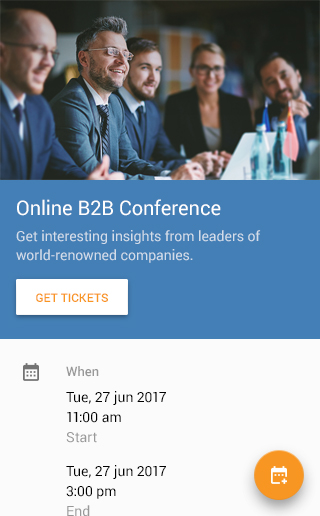 Online B2B Conference
Get interesting insights from leaders of
world-renowned companies.
GET TICKETS
When
Tue, 27 jun 2017
11:00 am
Start
Tue, 27 jun 2017
3:00 pm
End